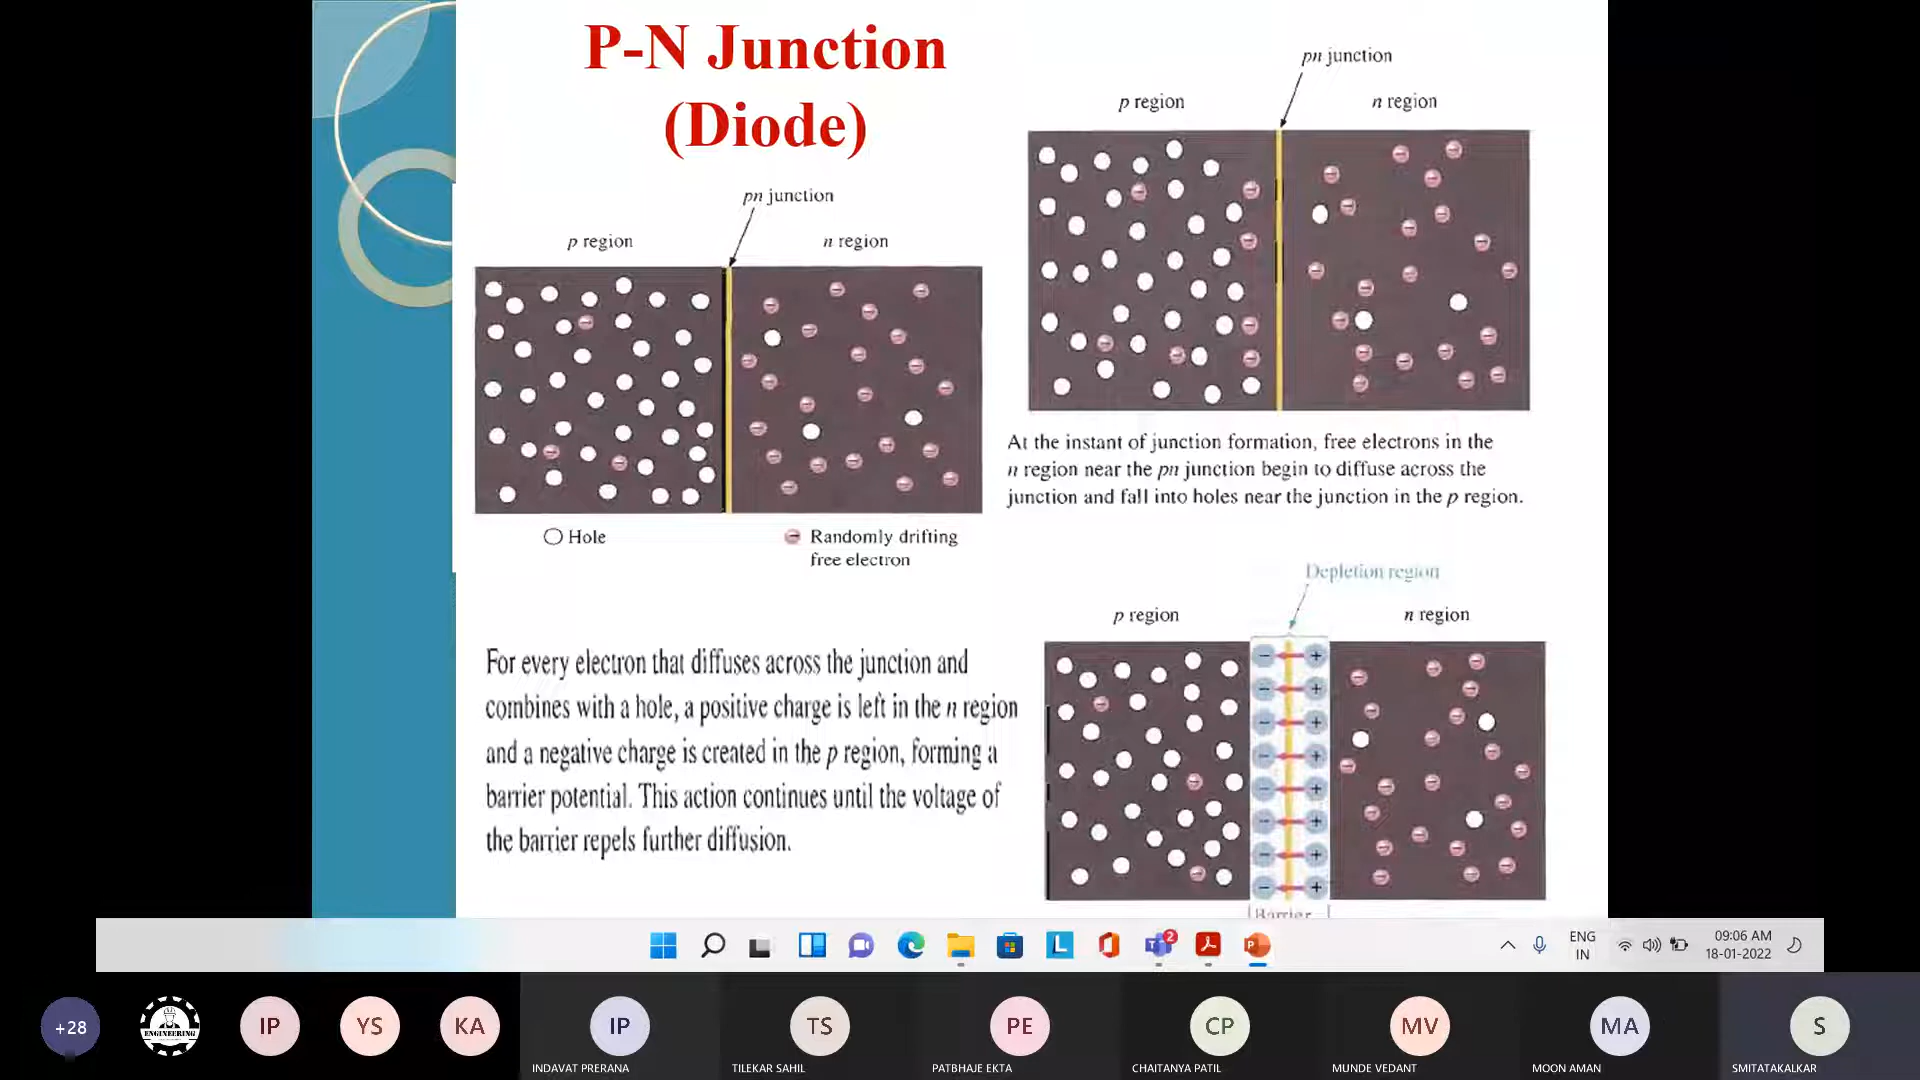 P-N Junction
(Diode)
pn junction
p region
n region
Hole
Randomly drifting
free electron
pn junction
p region
n region
At the instant of junction formation, free electrons in the
n region near the pn junction begin to diffuse across the
junction and fall into holes near the junction in the p region.
For every electron that diffuses across the junction and
combines with a hole, a positive charge is left in the n region
and a negative charge is created in the p region, forming a
barrier potential. This action continues until the voltage of
the barrier repels further diffusion.
Depletion region
p region
n region
Barrier
L
2
P
ENG
IN
09:06 AM
18-01-2022
+28
ENGINEERING
IP
YS
KA
IP
INDAVAT PRERANA
TS
TILEKAR SAHIL
PE
PATBHAJE EKTA
CP
CHAITANYA PATIL
MV
MUNDE VEDANT
MA
MOON AMAN
S
SMITATAKALKAR